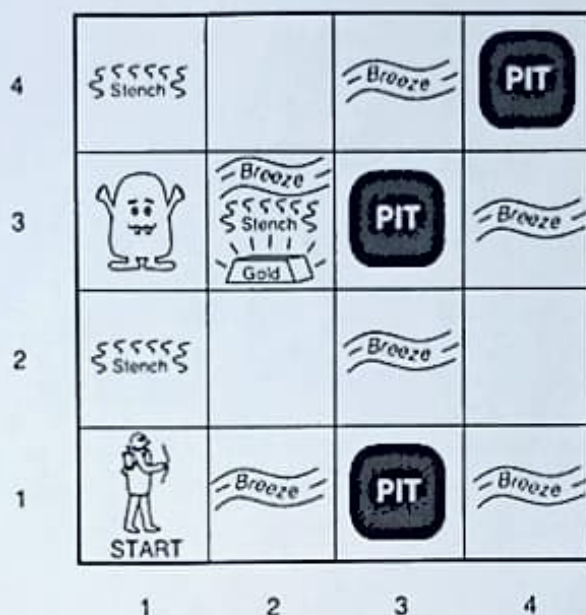 4
Stench
Breeze
PIT
3
Breeze
Stench
Gold
PIT
Breeze
2
Stench
Breeze
1
START
Breeze
PIT
Breeze
1 2 3 4